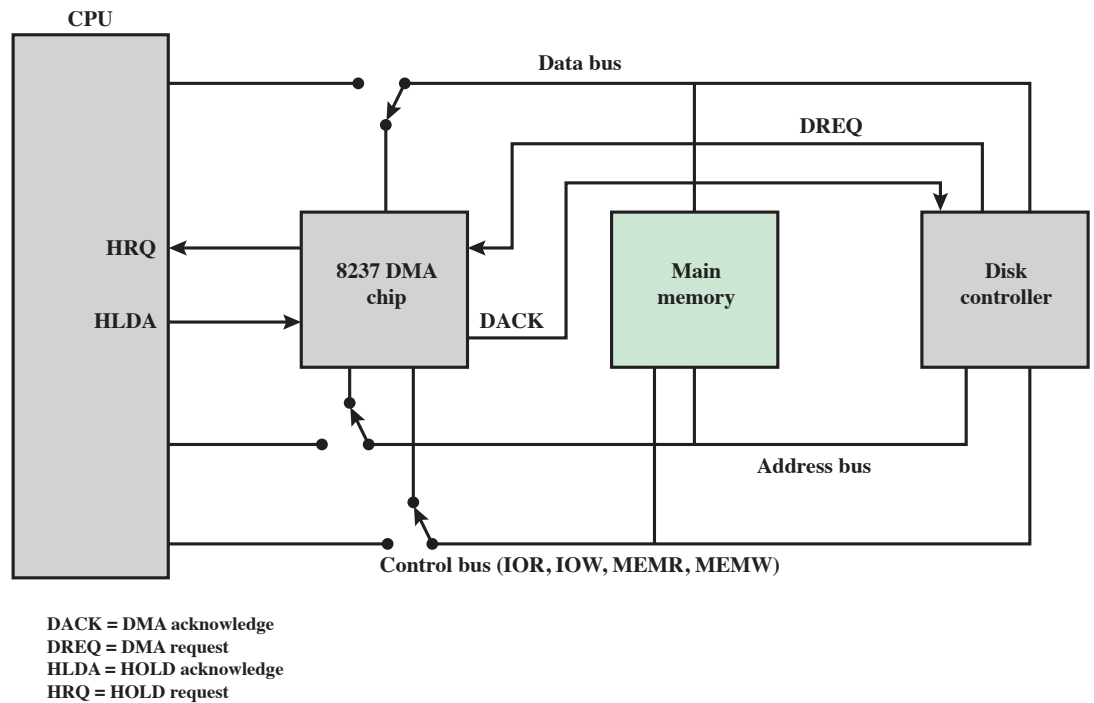 CPU
Data bus
DREQ
HRQ
8237 DMA
chip
Main
memory
Disk
controller
HLDA
DACK
Address bus
Control bus (IOR, IOW, MEMR, MEMW)
DACK = DMA acknowledge
DREQ = DMA request
HLDA = HOLD acknowledge
HRQ = HOLD request